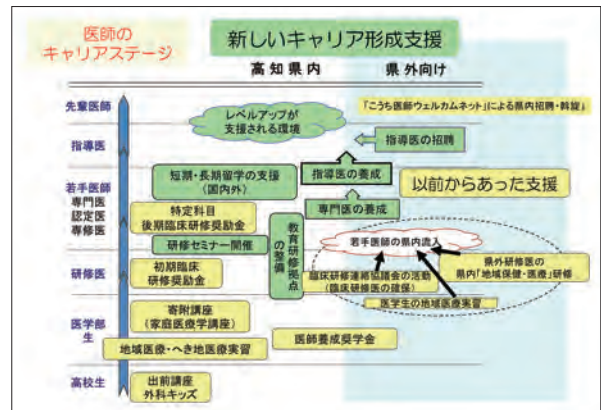 医師の
キャリアステージ
新しいキャリア形成支援
高知県内
県外向け
先輩医師
指導医
若手医師
専門医
認定医
専修医
研修医
医学部
生
高校生
レベルアップが
支援される環境
「こうち医師ウェルカムネット」による県内招聘・斡旋
指導医の招聘
短期・長期留学の支援
(国内外)
指導医の養成
以前からあった支援
特定科目
後期臨床研修奨励金
専門医の養成
研修セミナー開催
教育研修拠点
の整備
若手医師の県内流入
初期臨床
研修奨励金
臨床研修連絡協議会の活動
(臨床研修医の確保)
県外研修医の
県内「地域保健・医療」研修
医学生の地域医療実習
寄附講座
(家庭医療学講座)
地域医療・へき地医療実習
医師養成奨学金
出前講座
外科キッズ